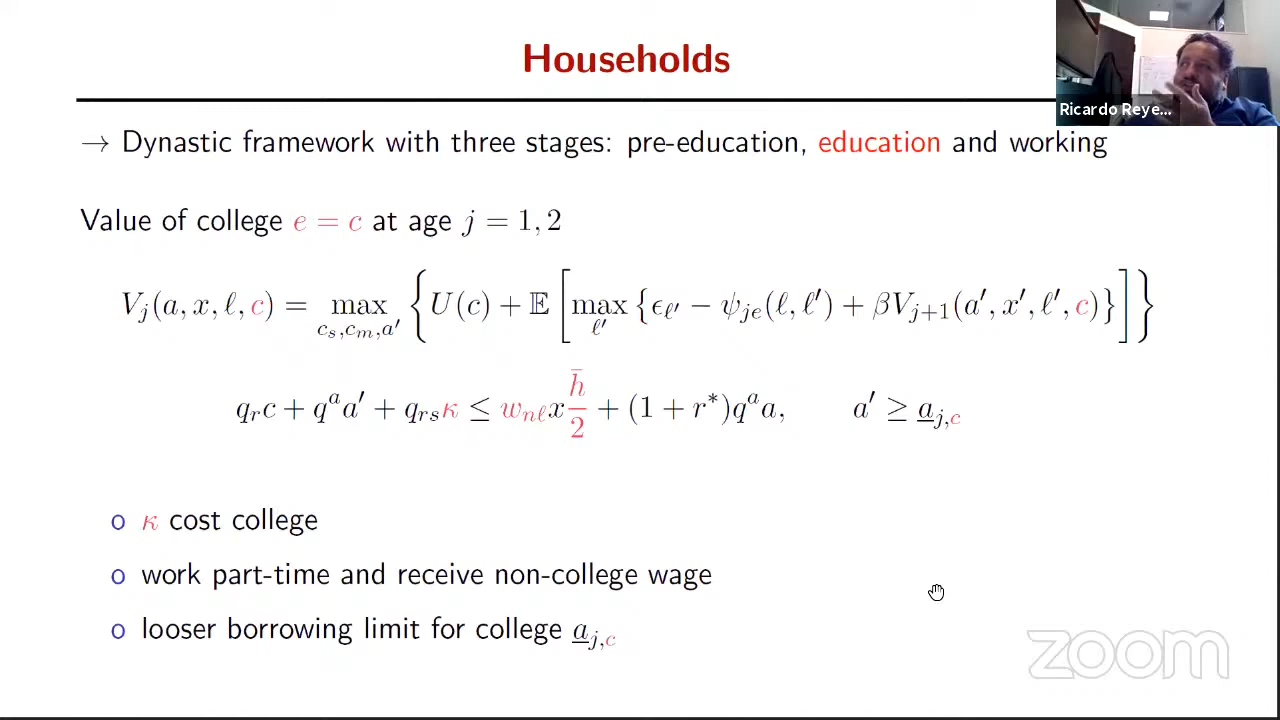 Households
Ricardo Reye...
→ Dynastic framework with three stages: pre-education, education and working
Value of college e = c at age j = 1, 2
V_j(a, x, ℓ, c) = max_{c_s,c_m,a′} { U(c) + 𝔼 [ max_{ℓ′} { ϵ_{ℓ′} − ψ_{je}(ℓ, ℓ′) + βV_{j+1}(a′, x′, ℓ′, c) } ] }
q_r c + q^a a′ + q_{rs} κ ≤ w_{nℓ} x h̄/2 + (1 + r*)q^a a, a′ ≥ a̲_{j,c}
o κ cost college
o work part-time and receive non-college wage
o looser borrowing limit for college a̲_{j,c}
zoom